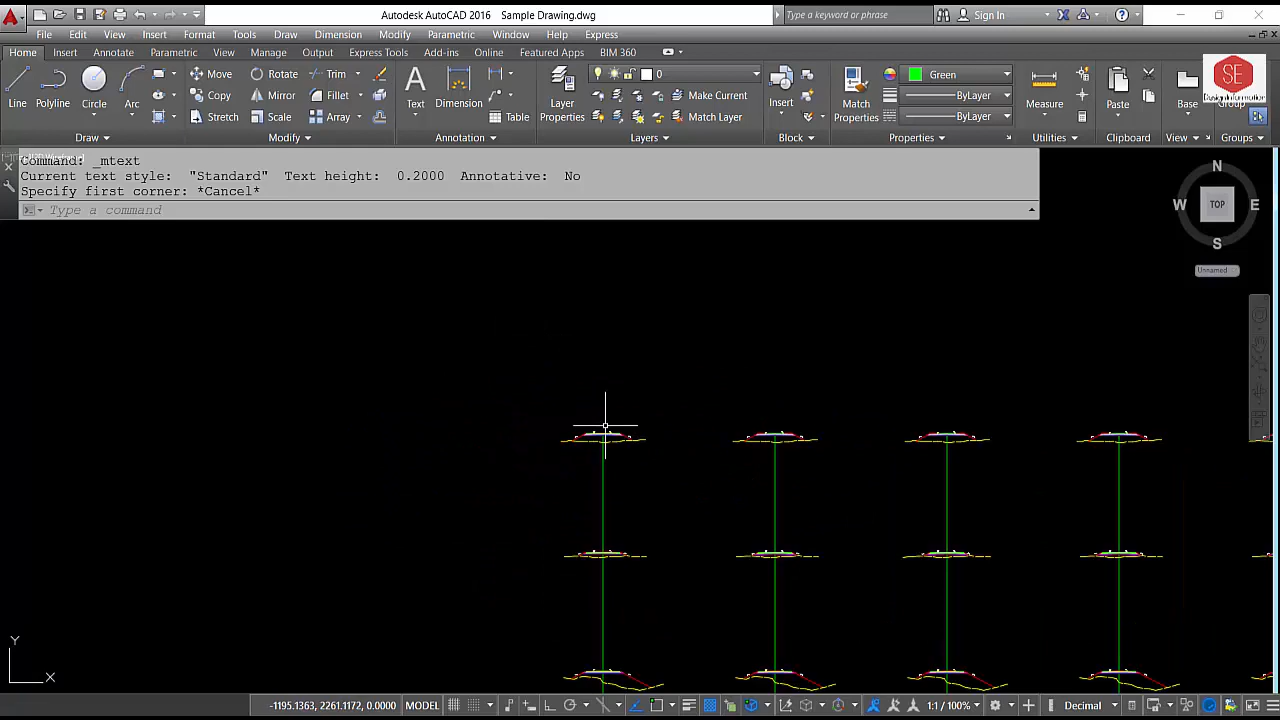 Autodesk AutoCAD 2016 Sample Drawing.dwg
Type a keyword or phrase
Sign In
File Edit View Insert Format Tools Draw Dimension Modify Parametric Window Help Express
Home Insert Annotate Parametric View Manage Output Express Tools Add-ins Online Featured Apps BIM 360
Line Polyline Circle Arc
Move Rotate Trim
Copy Mirror Fillet
Stretch Scale Array
Text Dimension Table
Layer Properties
0
Make Current
Match Layer
Insert
Match Properties
Green
ByLayer
ByLayer
Measure
Paste
Base
SE
Group
Draw Modify Annotation Layers Block Properties Utilities Clipboard View Groups
Command: _mtext
Current text style: "Standard" Text height: 0.2000 Annotative: No
Specify first corner: *Cancel*
Type a command
N
W TOP E
S
Unnamed
Y
X
-1195.1363, 2261.1172, 0.0000 MODEL 1:1 / 100% Decimal